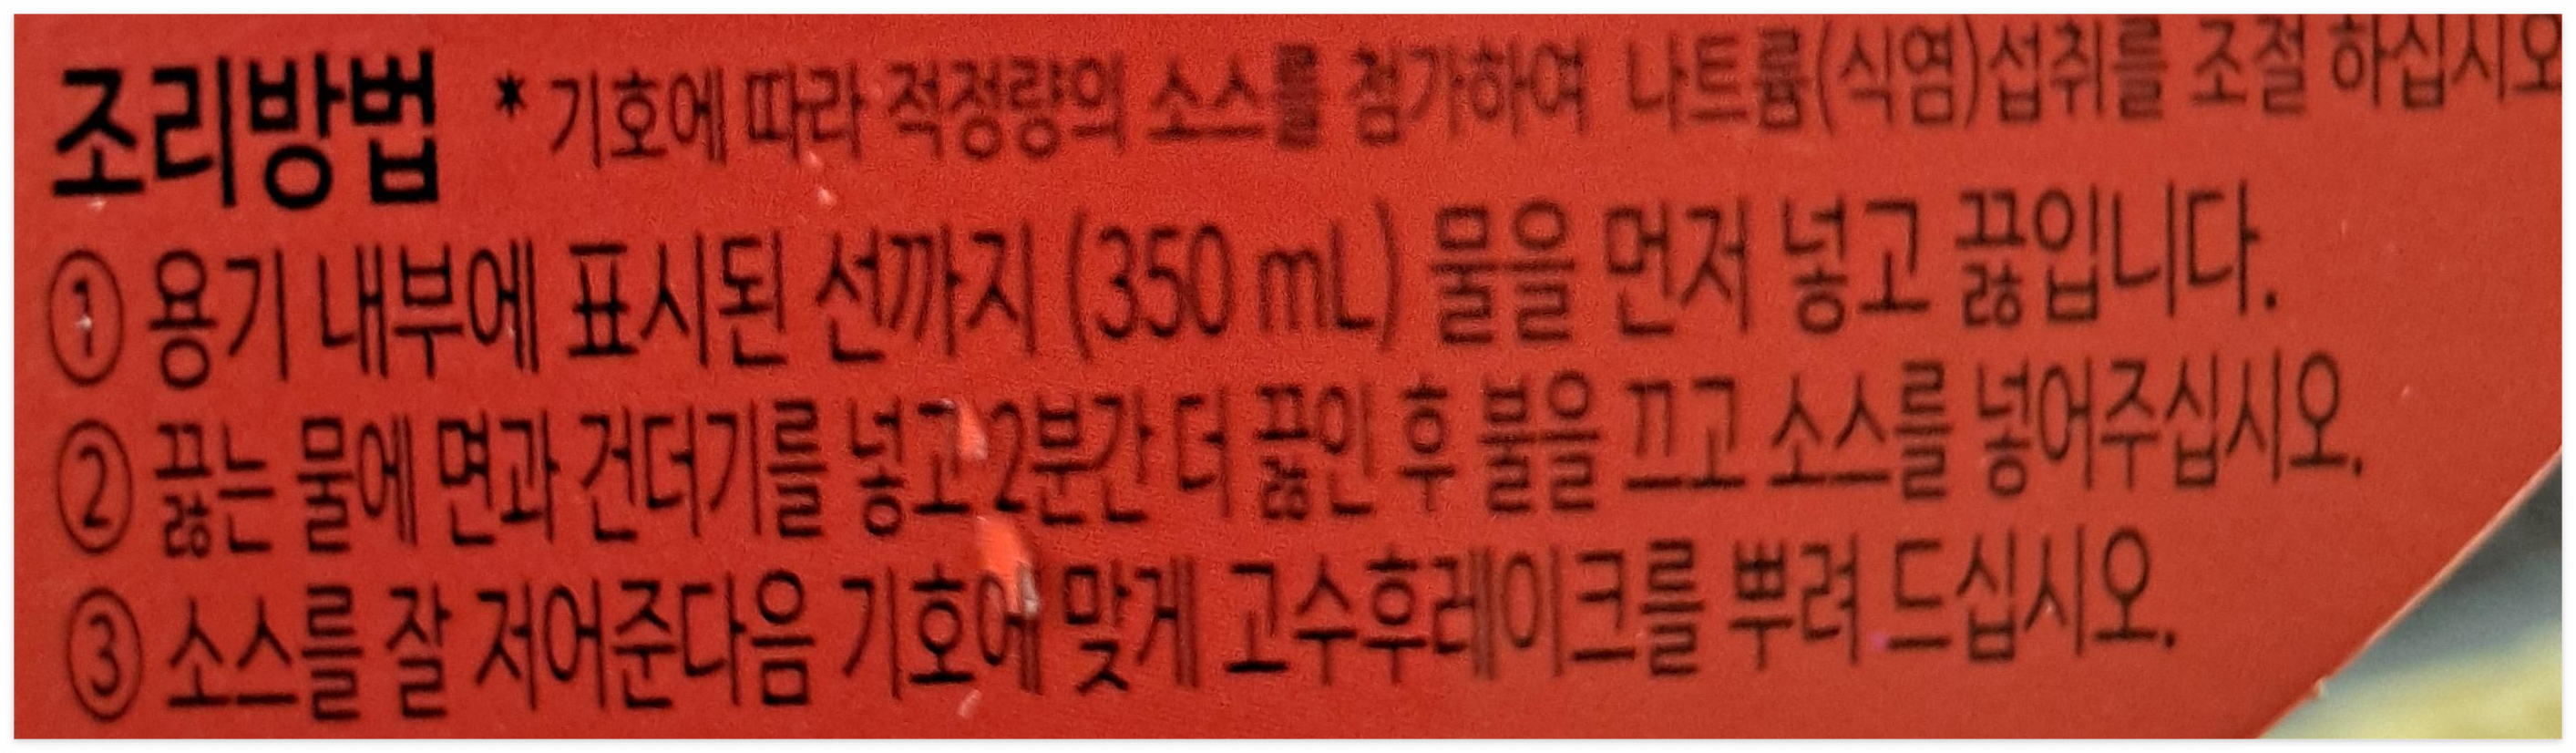 조리방법 * 기호에 따라 적정량의 소스를 첨가하여 나트륨(식염)섭취를 조절 하십시오
① 용기 내부에 표시된 선까지 (350 mL) 물을 먼저 넣고 끓입니다.
② 끓는 물에 면과 건더기를 넣고 2분간 더 끓인 후 불을 끄고 소스를 넣어주십시오.
③ 소스를 잘 저어준다음 기호에 맞게 고수후레이크를 뿌려 드십시오.